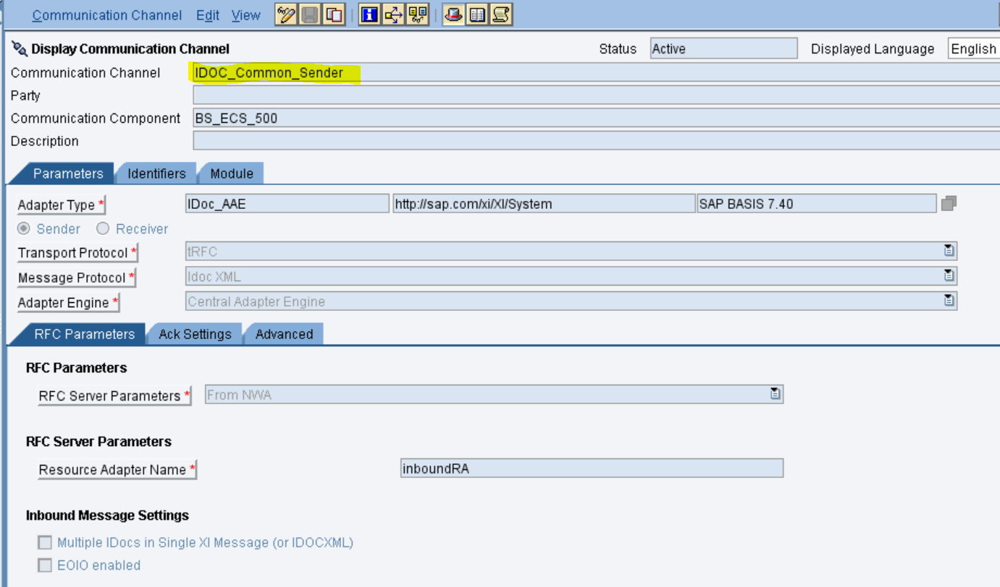 Communication Channel Edit View
Display Communication Channel Status Active Displayed Language English
Communication Channel IDOC_Common_Sender
Party
Communication Component BS_ECS_500
Description
Parameters Identifiers Module
Adapter Type * IDoc_AAE http://sap.com/xi/XI/System SAP BASIS 7.40
Sender Receiver
Transport Protocol * tRFC
Message Protocol * Idoc XML
Adapter Engine * Central Adapter Engine
RFC Parameters Ack Settings Advanced
RFC Parameters
RFC Server Parameters * From NWA
RFC Server Parameters
Resource Adapter Name * inboundRA
Inbound Message Settings
Multiple IDocs in Single XI Message (or IDOCXML)
EOIO enabled